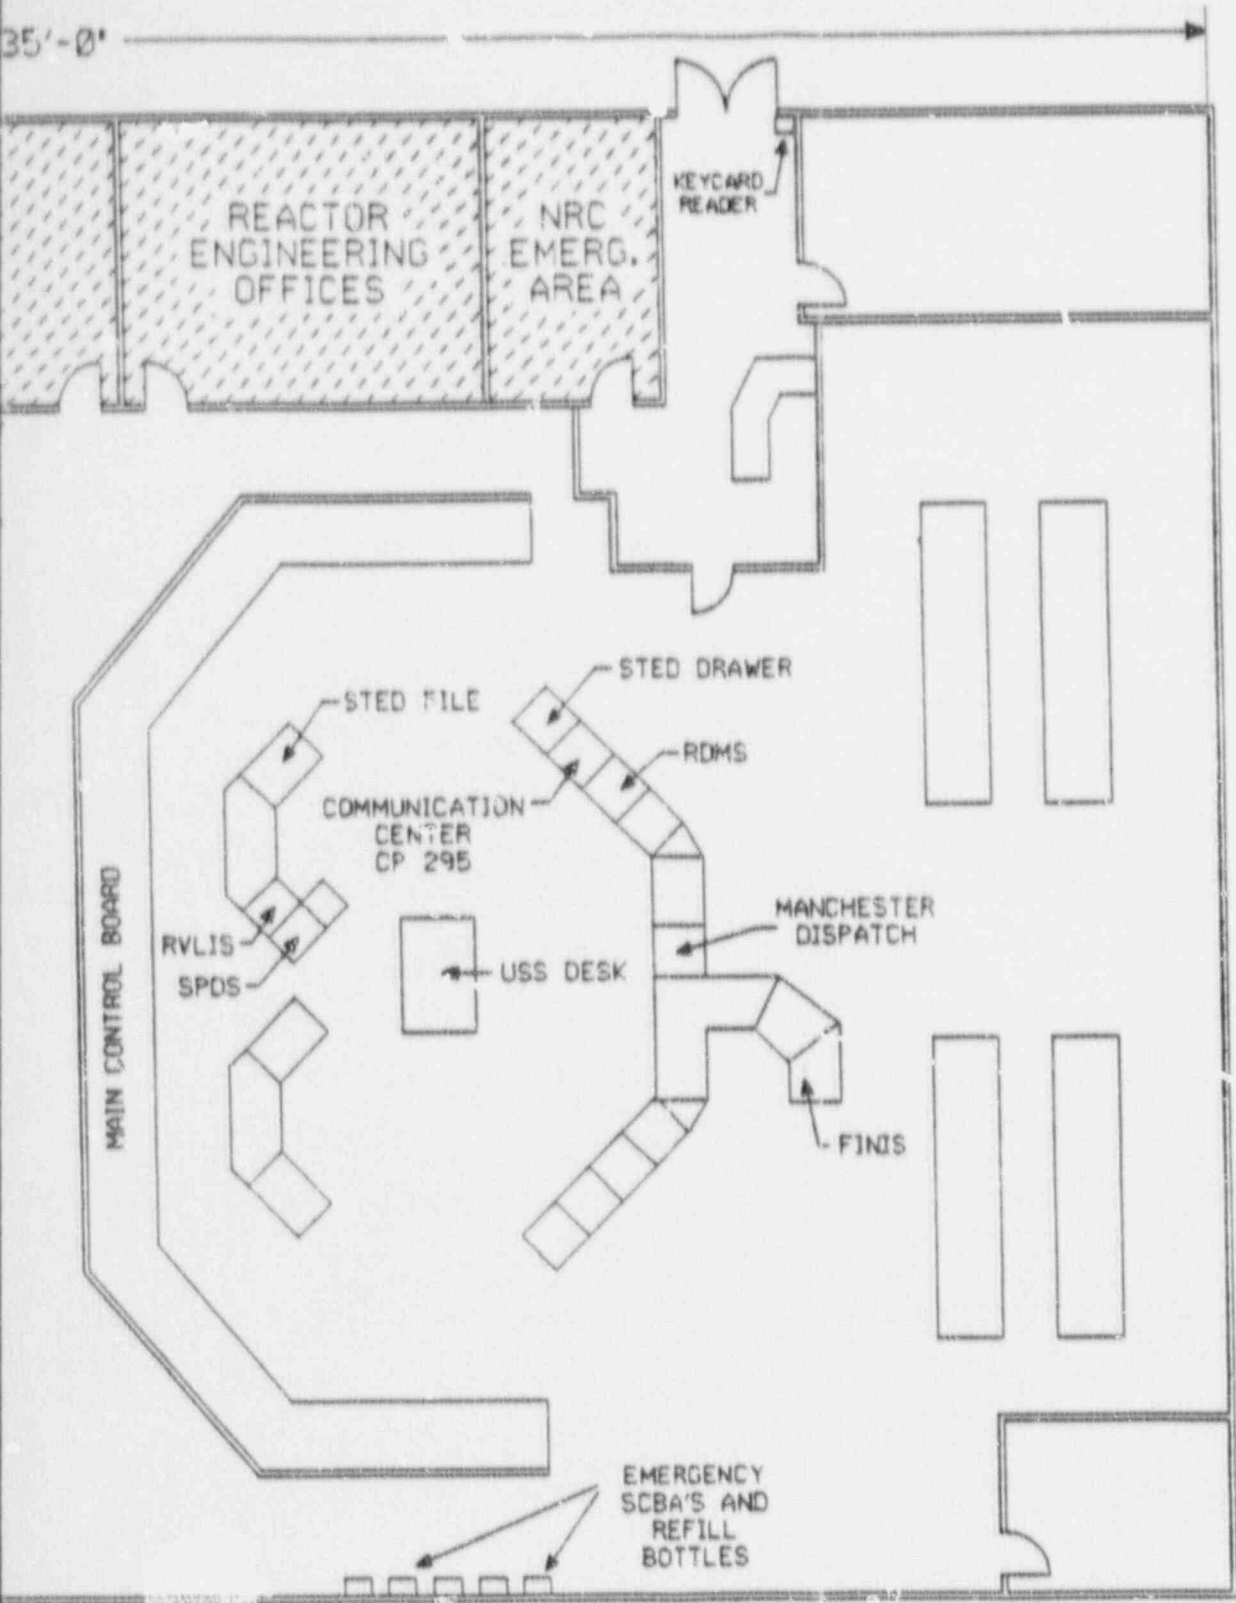 35'-0"
KEYCARD
READER
REACTOR
ENGINEERING
OFFICES
NRC
EMERG.
AREA
STED DRAWER
STED FILE
RDMS
COMMUNICATION
CENTER
CP 295
MAIN CONTROL BOARD
MANCHESTER
DISPATCH
RVLIS
SPDS
USS DESK
FINIS
EMERGENCY
SCBA'S AND
REFILL
BOTTLES